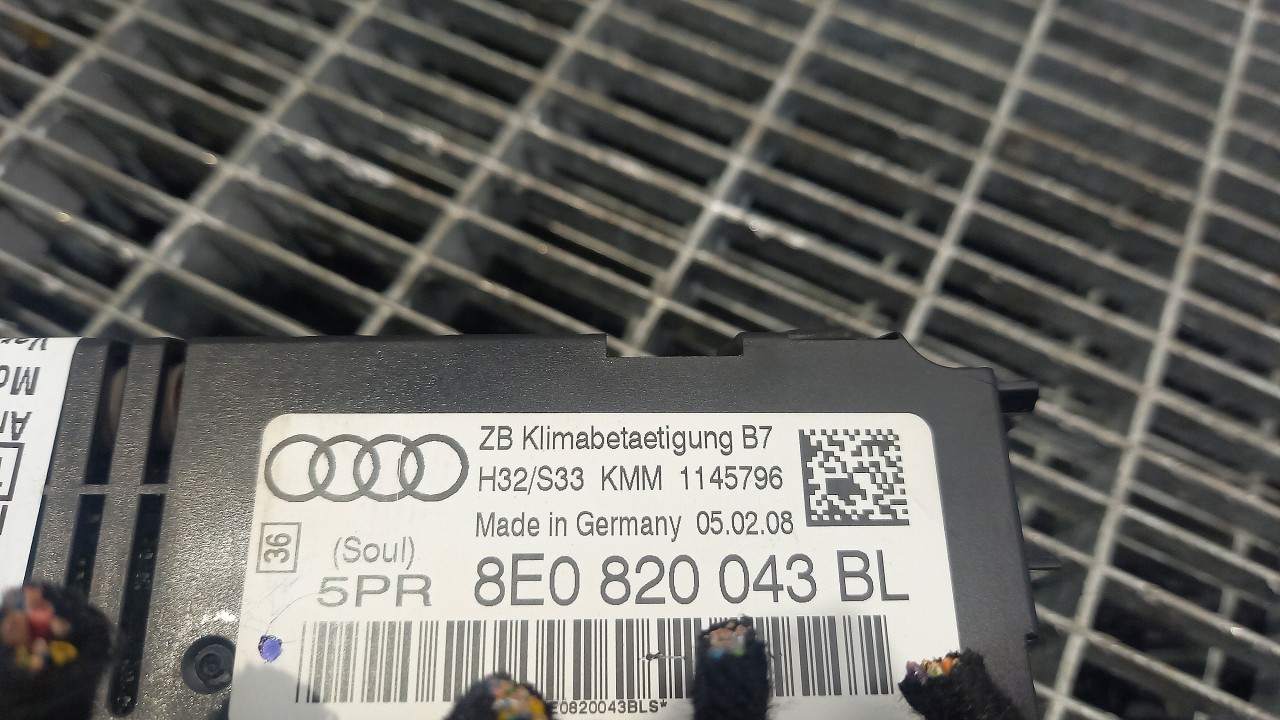 ZB Klimabetaetigung B7
H32/S33 KMM 1145796
Made in Germany 05.02.08
36
(Soul)
5PR 8E0 820 043 BL
E0820043BLS*